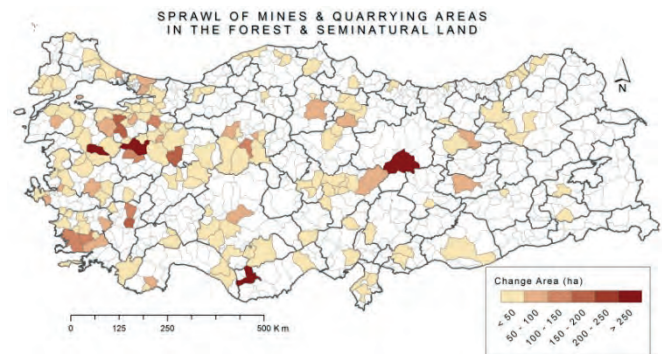 SPRAWL OF MINES & QUARRYING AREAS
IN THE FOREST & SEMINATURAL LAND
N
Change Area (ha)
< 50
50 - 100
100 - 150
150 - 200
200 - 250
> 250
0 125 250 500 Km